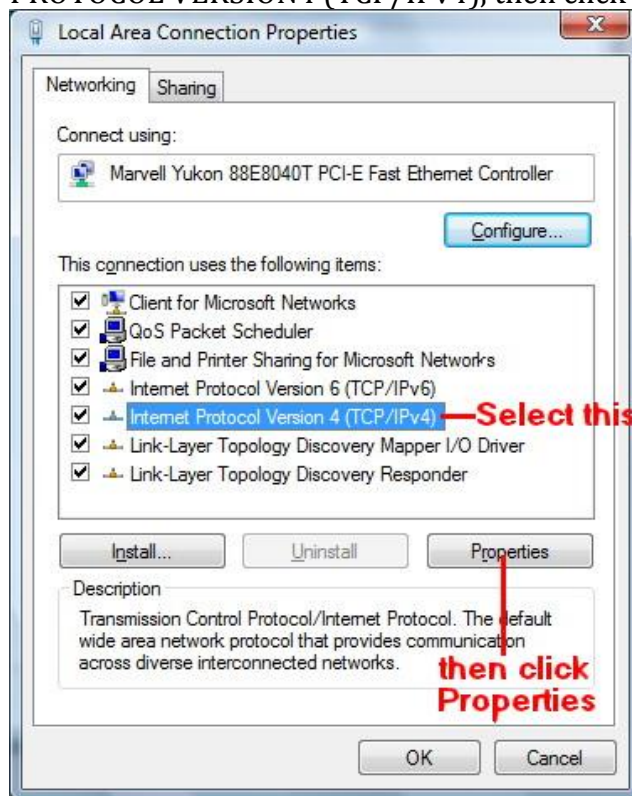 PROTOCOL VERSION 4 (TCP/IPV4), then click
Local Area Connection Properties
Networking Sharing
Connect using:
Marvell Yukon 88E8040T PCI-E Fast Ethernet Controller
Configure...
This connection uses the following items:
Client for Microsoft Networks
QoS Packet Scheduler
File and Printer Sharing for Microsoft Networks
Internet Protocol Version 6 (TCP/IPv6)
Internet Protocol Version 4 (TCP/IPv4) Select this
Link-Layer Topology Discovery Mapper I/O Driver
Link-Layer Topology Discovery Responder
Install... Uninstall Properties
Description
Transmission Control Protocol/Internet Protocol. The default
wide area network protocol that provides communication
across diverse interconnected networks.
then click
Properties
OK Cancel